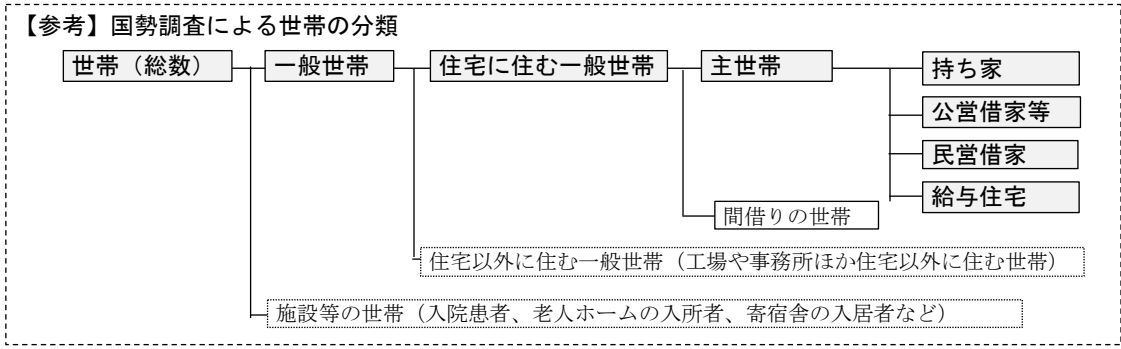 【参考】国勢調査による世帯の分類
世帯（総数）
一般世帯
住宅に住む一般世帯
主世帯
持ち家
公営借家等
民営借家
給与住宅
間借りの世帯
住宅以外に住む一般世帯（工場や事務所ほか住宅以外に住む世帯）
施設等の世帯（入院患者、老人ホームの入所者、寄宿舎の入居者など）